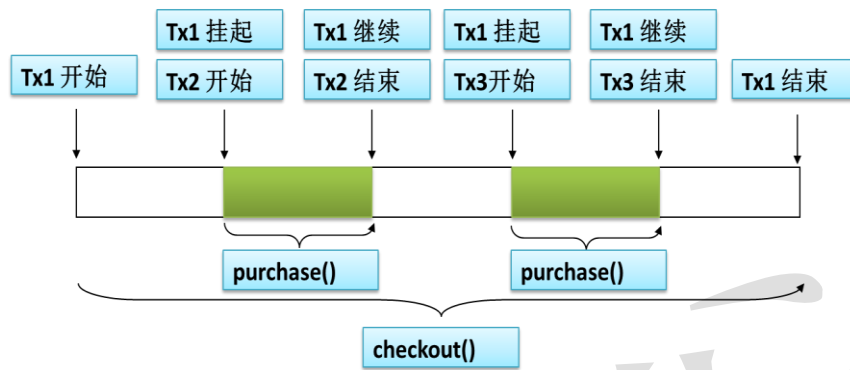 Tx1 挂起
Tx1 继续
Tx1 挂起
Tx1 继续
Tx1 开始
Tx2 开始
Tx2 结束
Tx3开始
Tx3 结束
Tx1 结束
purchase()
purchase()
checkout()